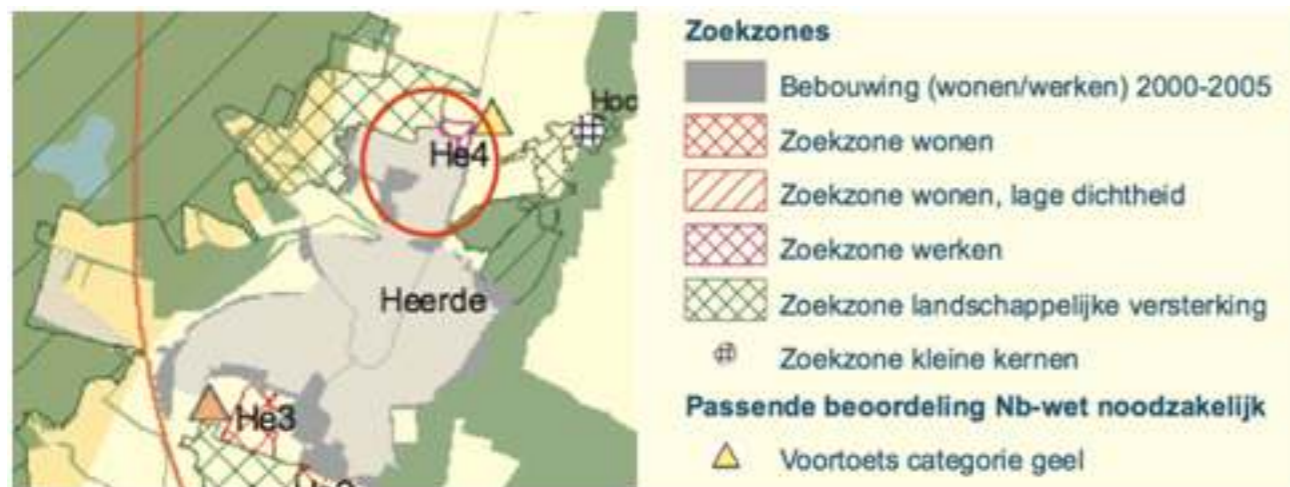 Hoc
He4
Heerde
He3
Zoekzones
Bebouwing (wonen/werken) 2000-2005
Zoekzone wonen
Zoekzone wonen, lage dichtheid
Zoekzone werken
Zoekzone landschappelijke versterking
Zoekzone kleine kernen
Passende beoordeling Nb-wet noodzakelijk
Voortoets categorie geel